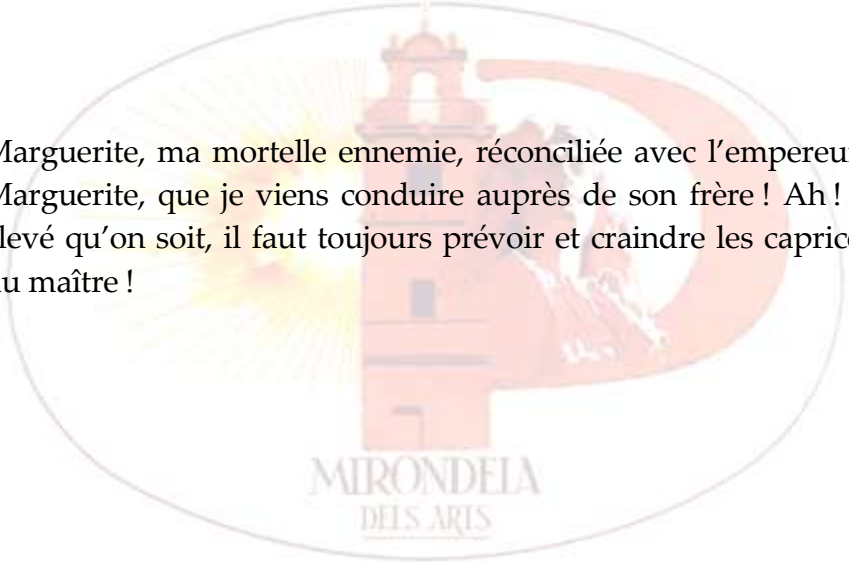 Marguerite, ma mortelle ennemie, réconciliée avec l’empereur
Marguerite, que je viens conduire auprès de son frère ! Ah !
levé qu’on soit, il faut toujours prévoir et craindre les caprice
du maître !
MIRONDELA
DELS ARTS